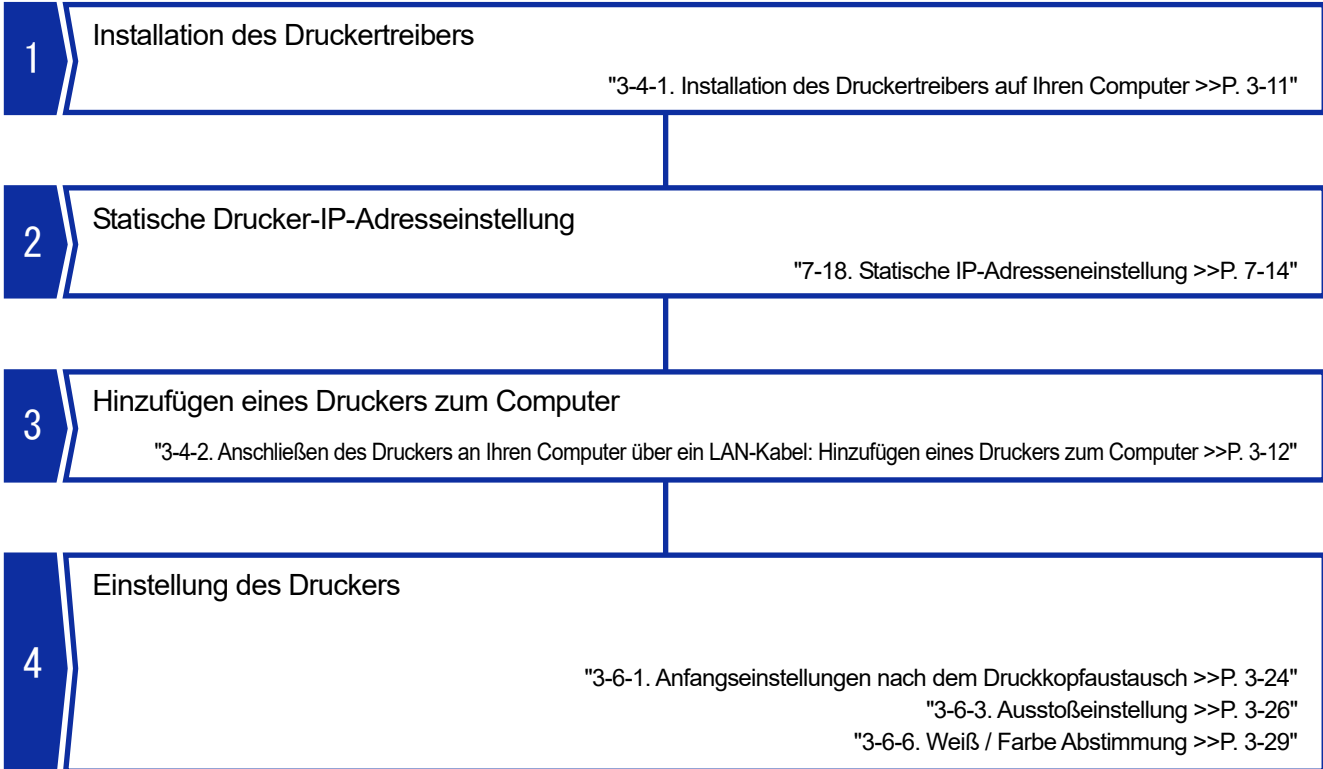 1
Installation des Druckertreibers
"3-4-1. Installation des Druckertreibers auf Ihren Computer >>P. 3-11"
2
Statische Drucker-IP-Adresseinstellung
"7-18. Statische IP-Adresseneinstellung >>P. 7-14"
3
Hinzufügen eines Druckers zum Computer
"3-4-2. Anschließen des Druckers an Ihren Computer über ein LAN-Kabel: Hinzufügen eines Druckers zum Computer >>P. 3-12"
4
Einstellung des Druckers
"3-6-1. Anfangseinstellungen nach dem Druckkopfaustausch >>P. 3-24"
"3-6-3. Ausstoßeinstellung >>P. 3-26"
"3-6-6. Weiß / Farbe Abstimmung >>P. 3-29"